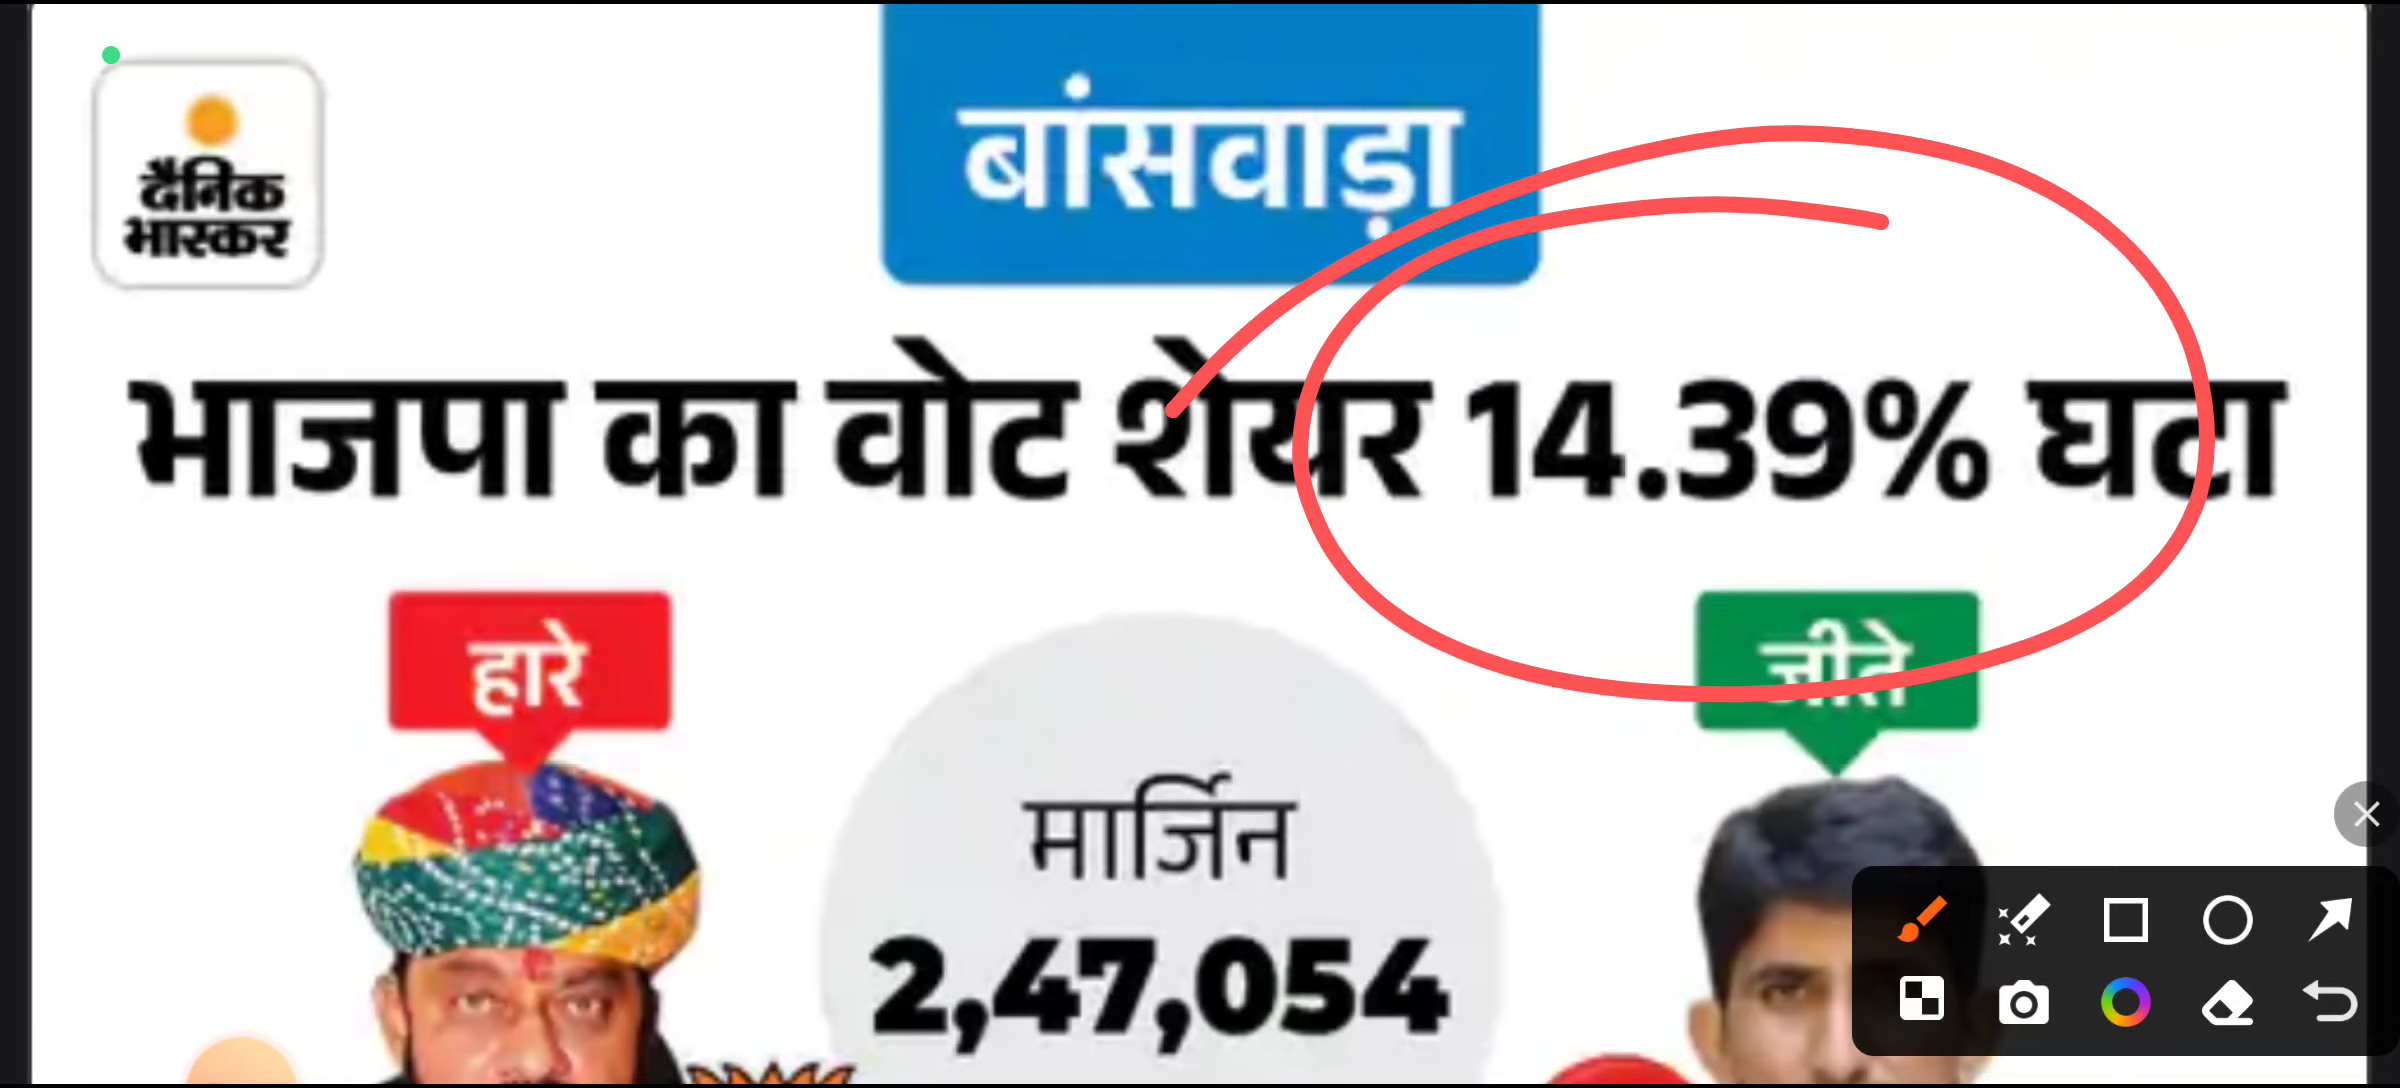 दैनिक
भास्कर
बांसवाड़ा
भाजपा का वोट शेयर 14.39% घटा
हारे
जीते
मार्जिन
2,47,054